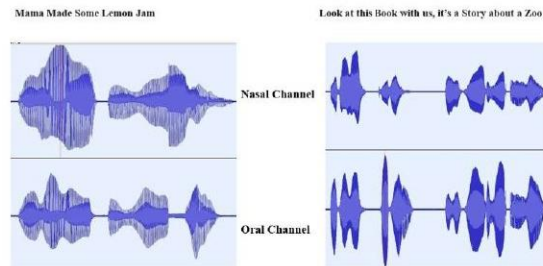 Mama Made Some Lemon Jam
Look at this Book with us, it's a Story about a Zoo
Nasal Channel
Oral Channel